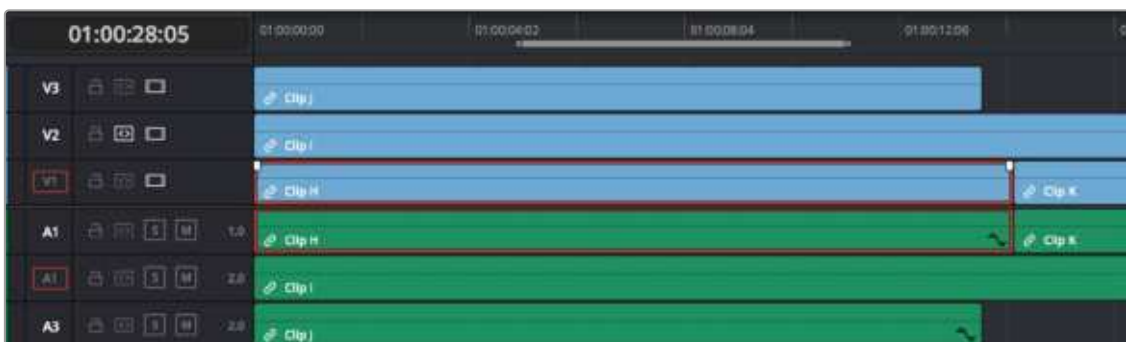 01:00:28:05 01:00:00:00 01:00:04:02 01:00:08:04 01:00:12:06
V3 Clip J
V2 Clip I
V1 Clip H Clip K
A1 S M 1.0 Clip H Clip K
A1 S M 2.0 Clip I
A3 S M 2.0 Clip J